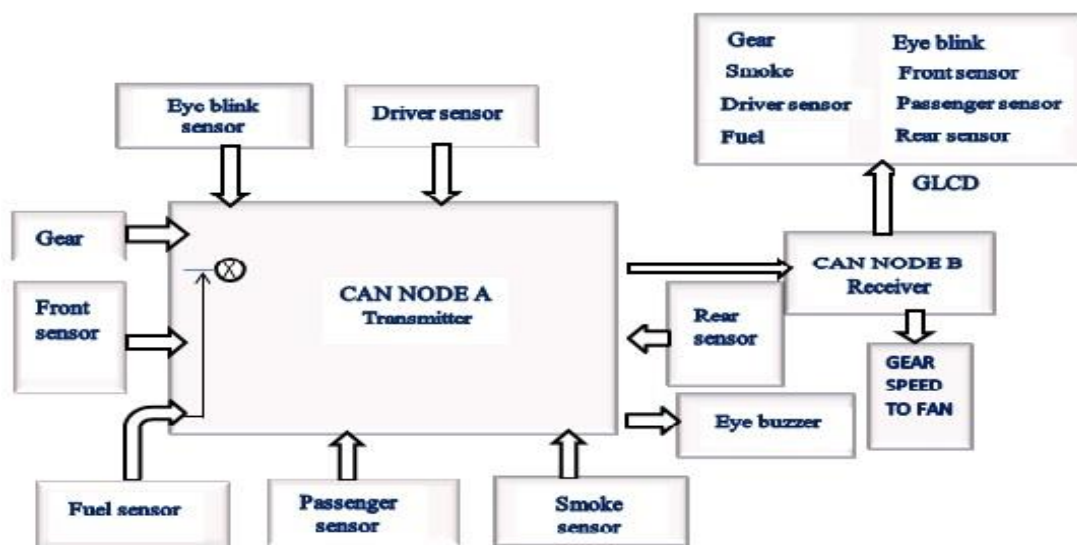 Gear
Eye blink
Smoke
Front sensor
Driver sensor
Passenger sensor
Fuel
Rear sensor
GLCD
Eye blink
sensor
Driver sensor
Gear
Front
sensor
X
CAN NODE A
Transmitter
CAN NODE B
Receiver
Rear
sensor
GEAR
SPEED
TO FAN
Eye buzzer
Fuel sensor
Passenger
sensor
Smoke
sensor